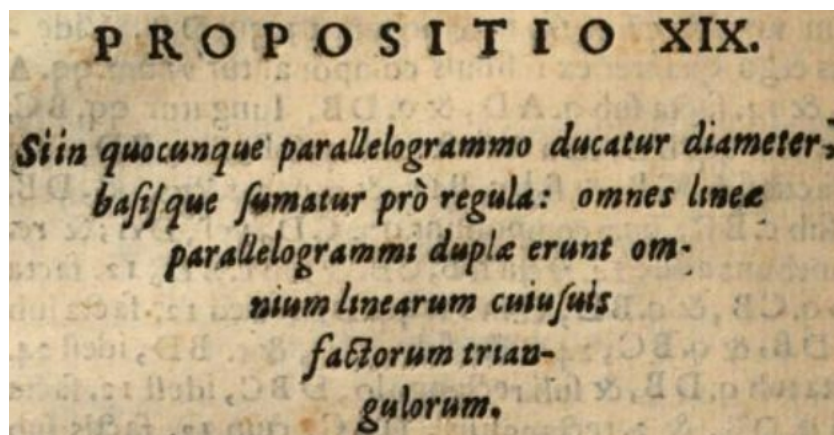 PROPOSITIO XIX.
Si in quocunque parallelogrammo ducatur diameter,
baſiſque ſumatur prò regula: omnes lineæ
parallelogrammi duplæ erunt om-
nium linearum cuiuſuis
factorum trian-
gulorum.